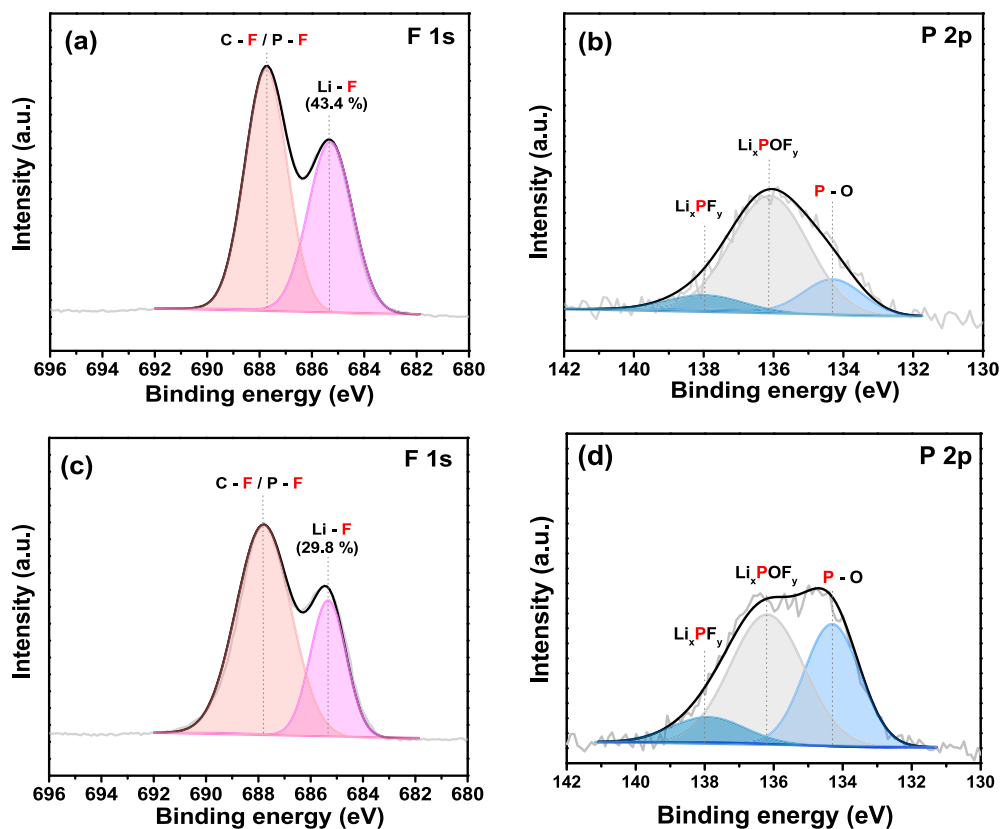 (a)
F 1s
C - F / P - F
Li - F
(43.4 %)
Intensity (a.u.)
696 694 692 690 688 686 684 682 680
Binding energy (eV)
(b)
P 2p
LixPOFy
P - O
LixPFy
Intensity (a.u.)
142 140 138 136 134 132 130
Binding energy (eV)
(c)
F 1s
C - F / P - F
Li - F
(29.8 %)
Intensity (a.u.)
696 694 692 690 688 686 684 682 680
Binding energy (eV)
(d)
P 2p
LixPOFy
P - O
LixPFy
Intensity (a.u.)
142 140 138 136 134 132 130
Binding energy (eV)